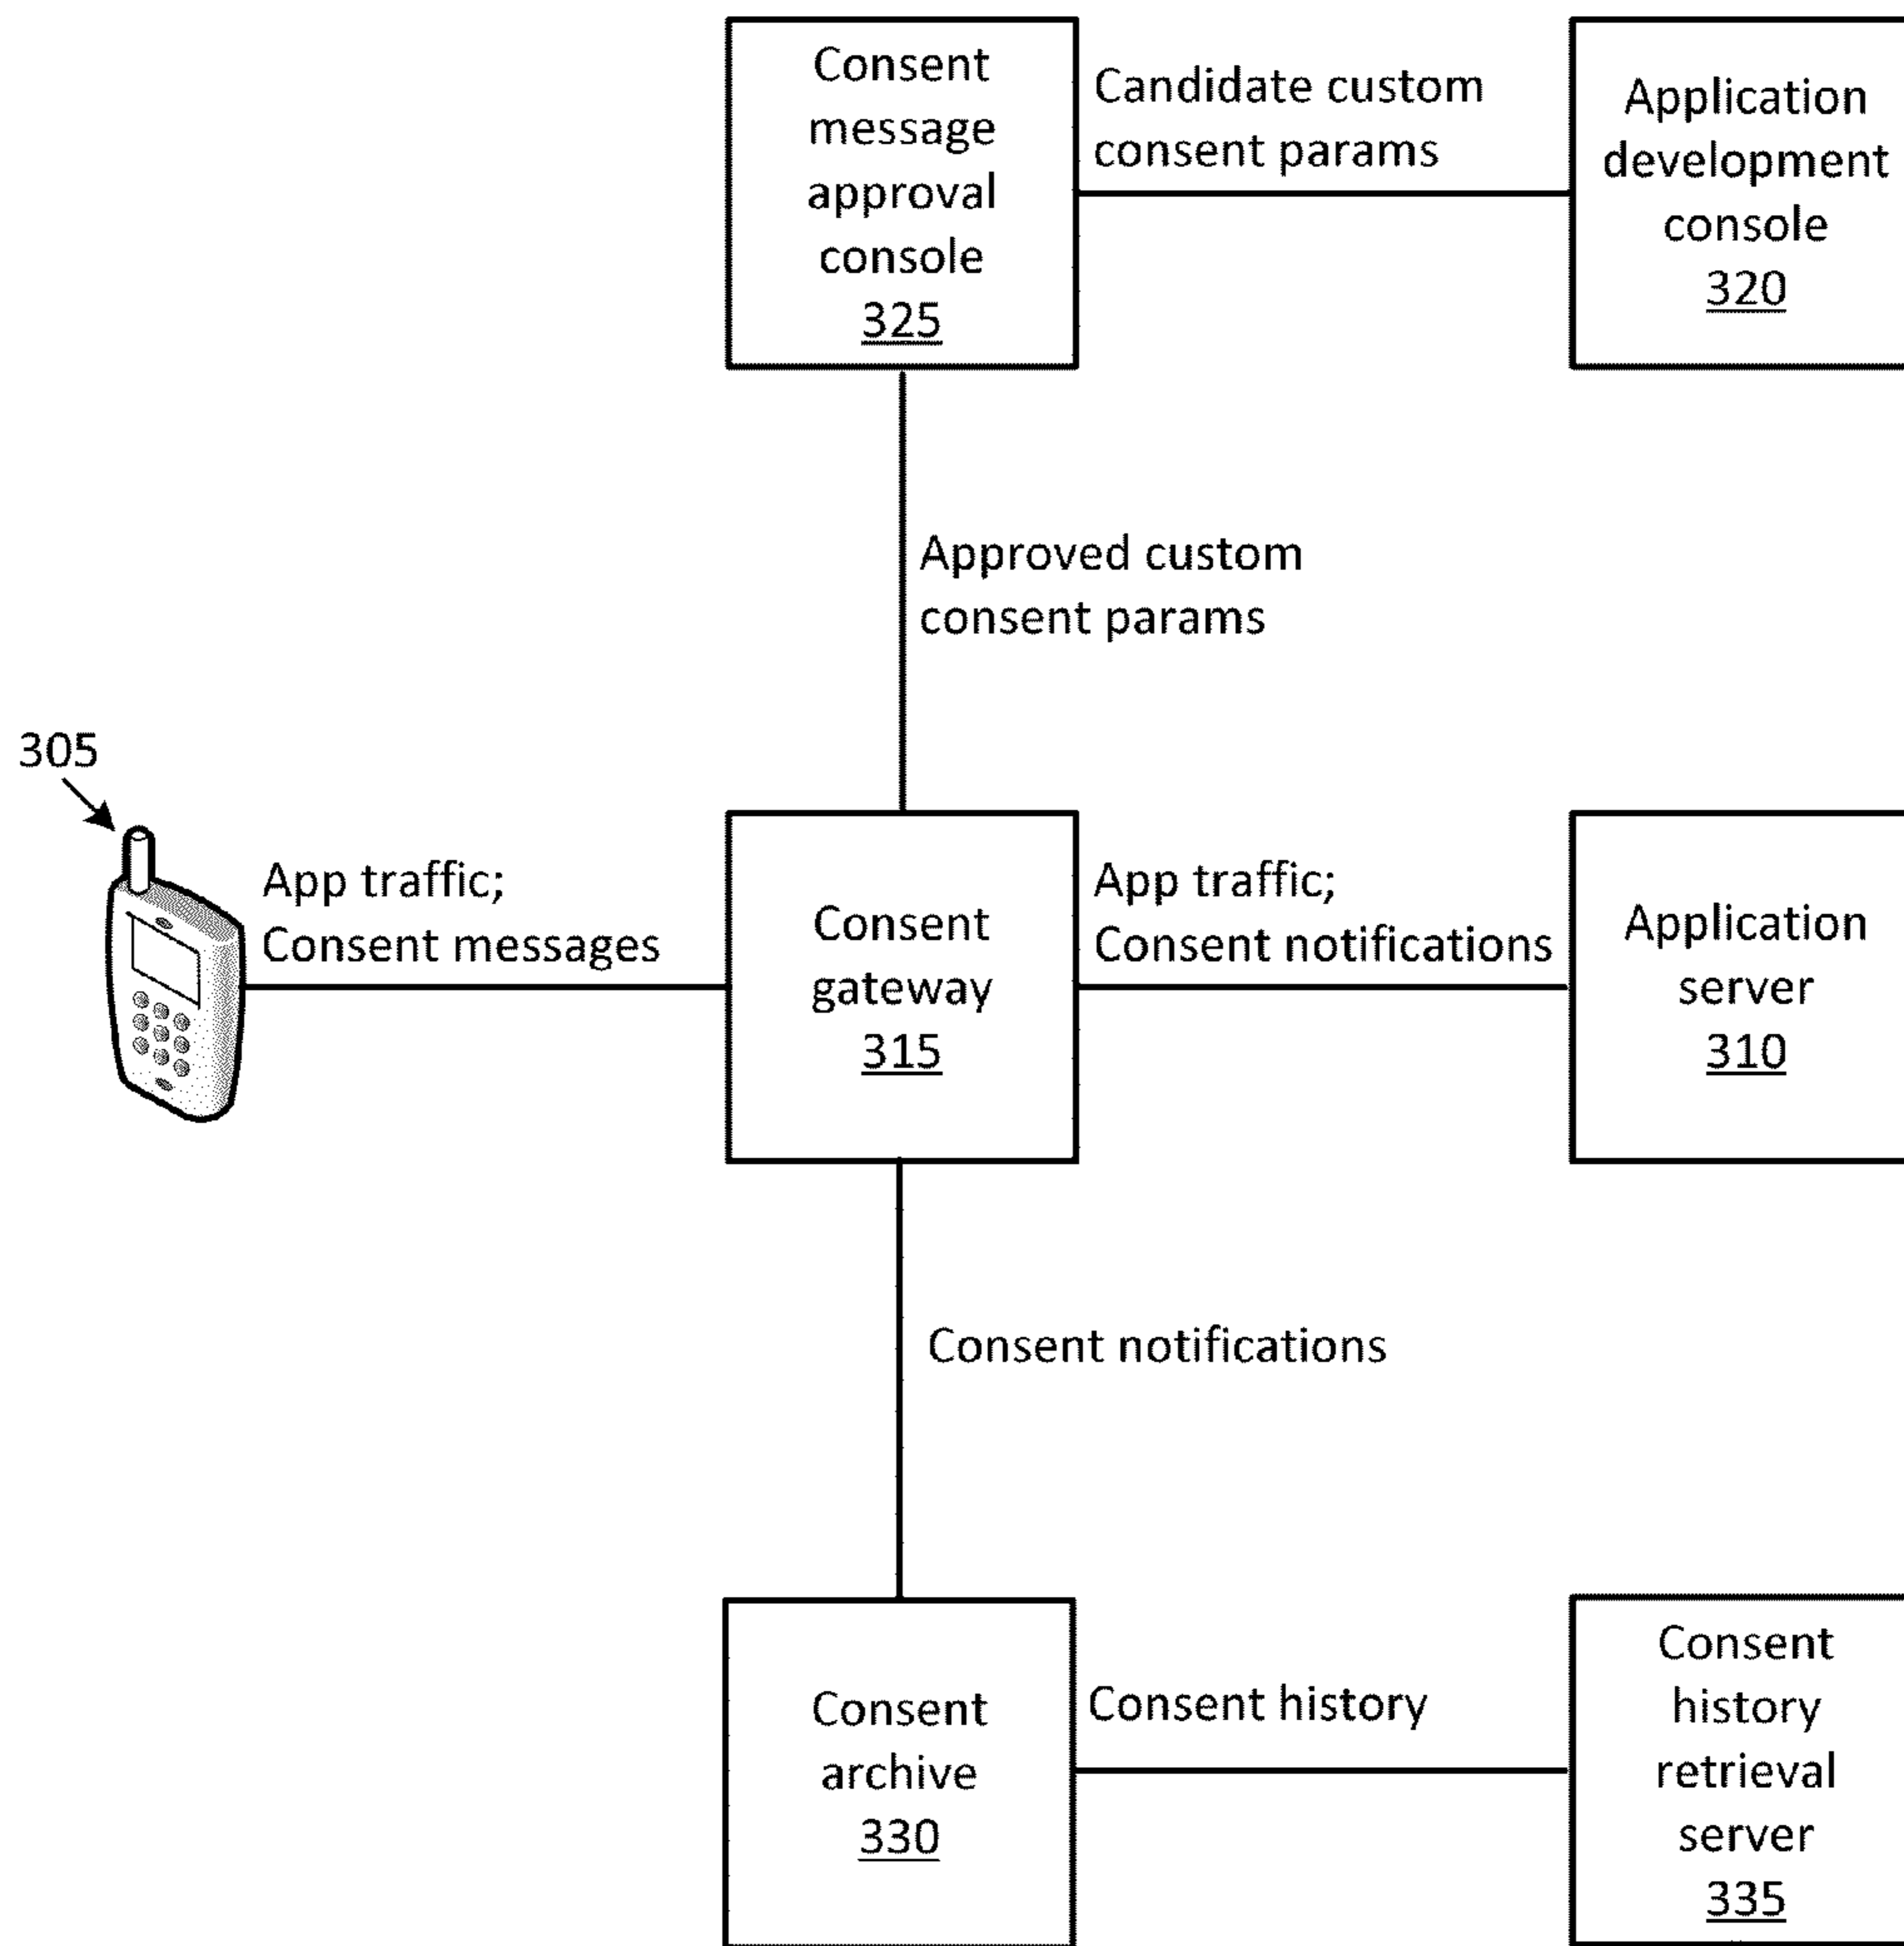 Consent
message
approval
console
325
Candidate custom
consent params
Application
development
console
320
Approved custom
consent params
305
App traffic;
Consent messages
Consent
gateway
315
App traffic;
Consent notifications
Application
server
310
Consent notifications
Consent
archive
330
Consent history
Consent
history
retrieval
server
335